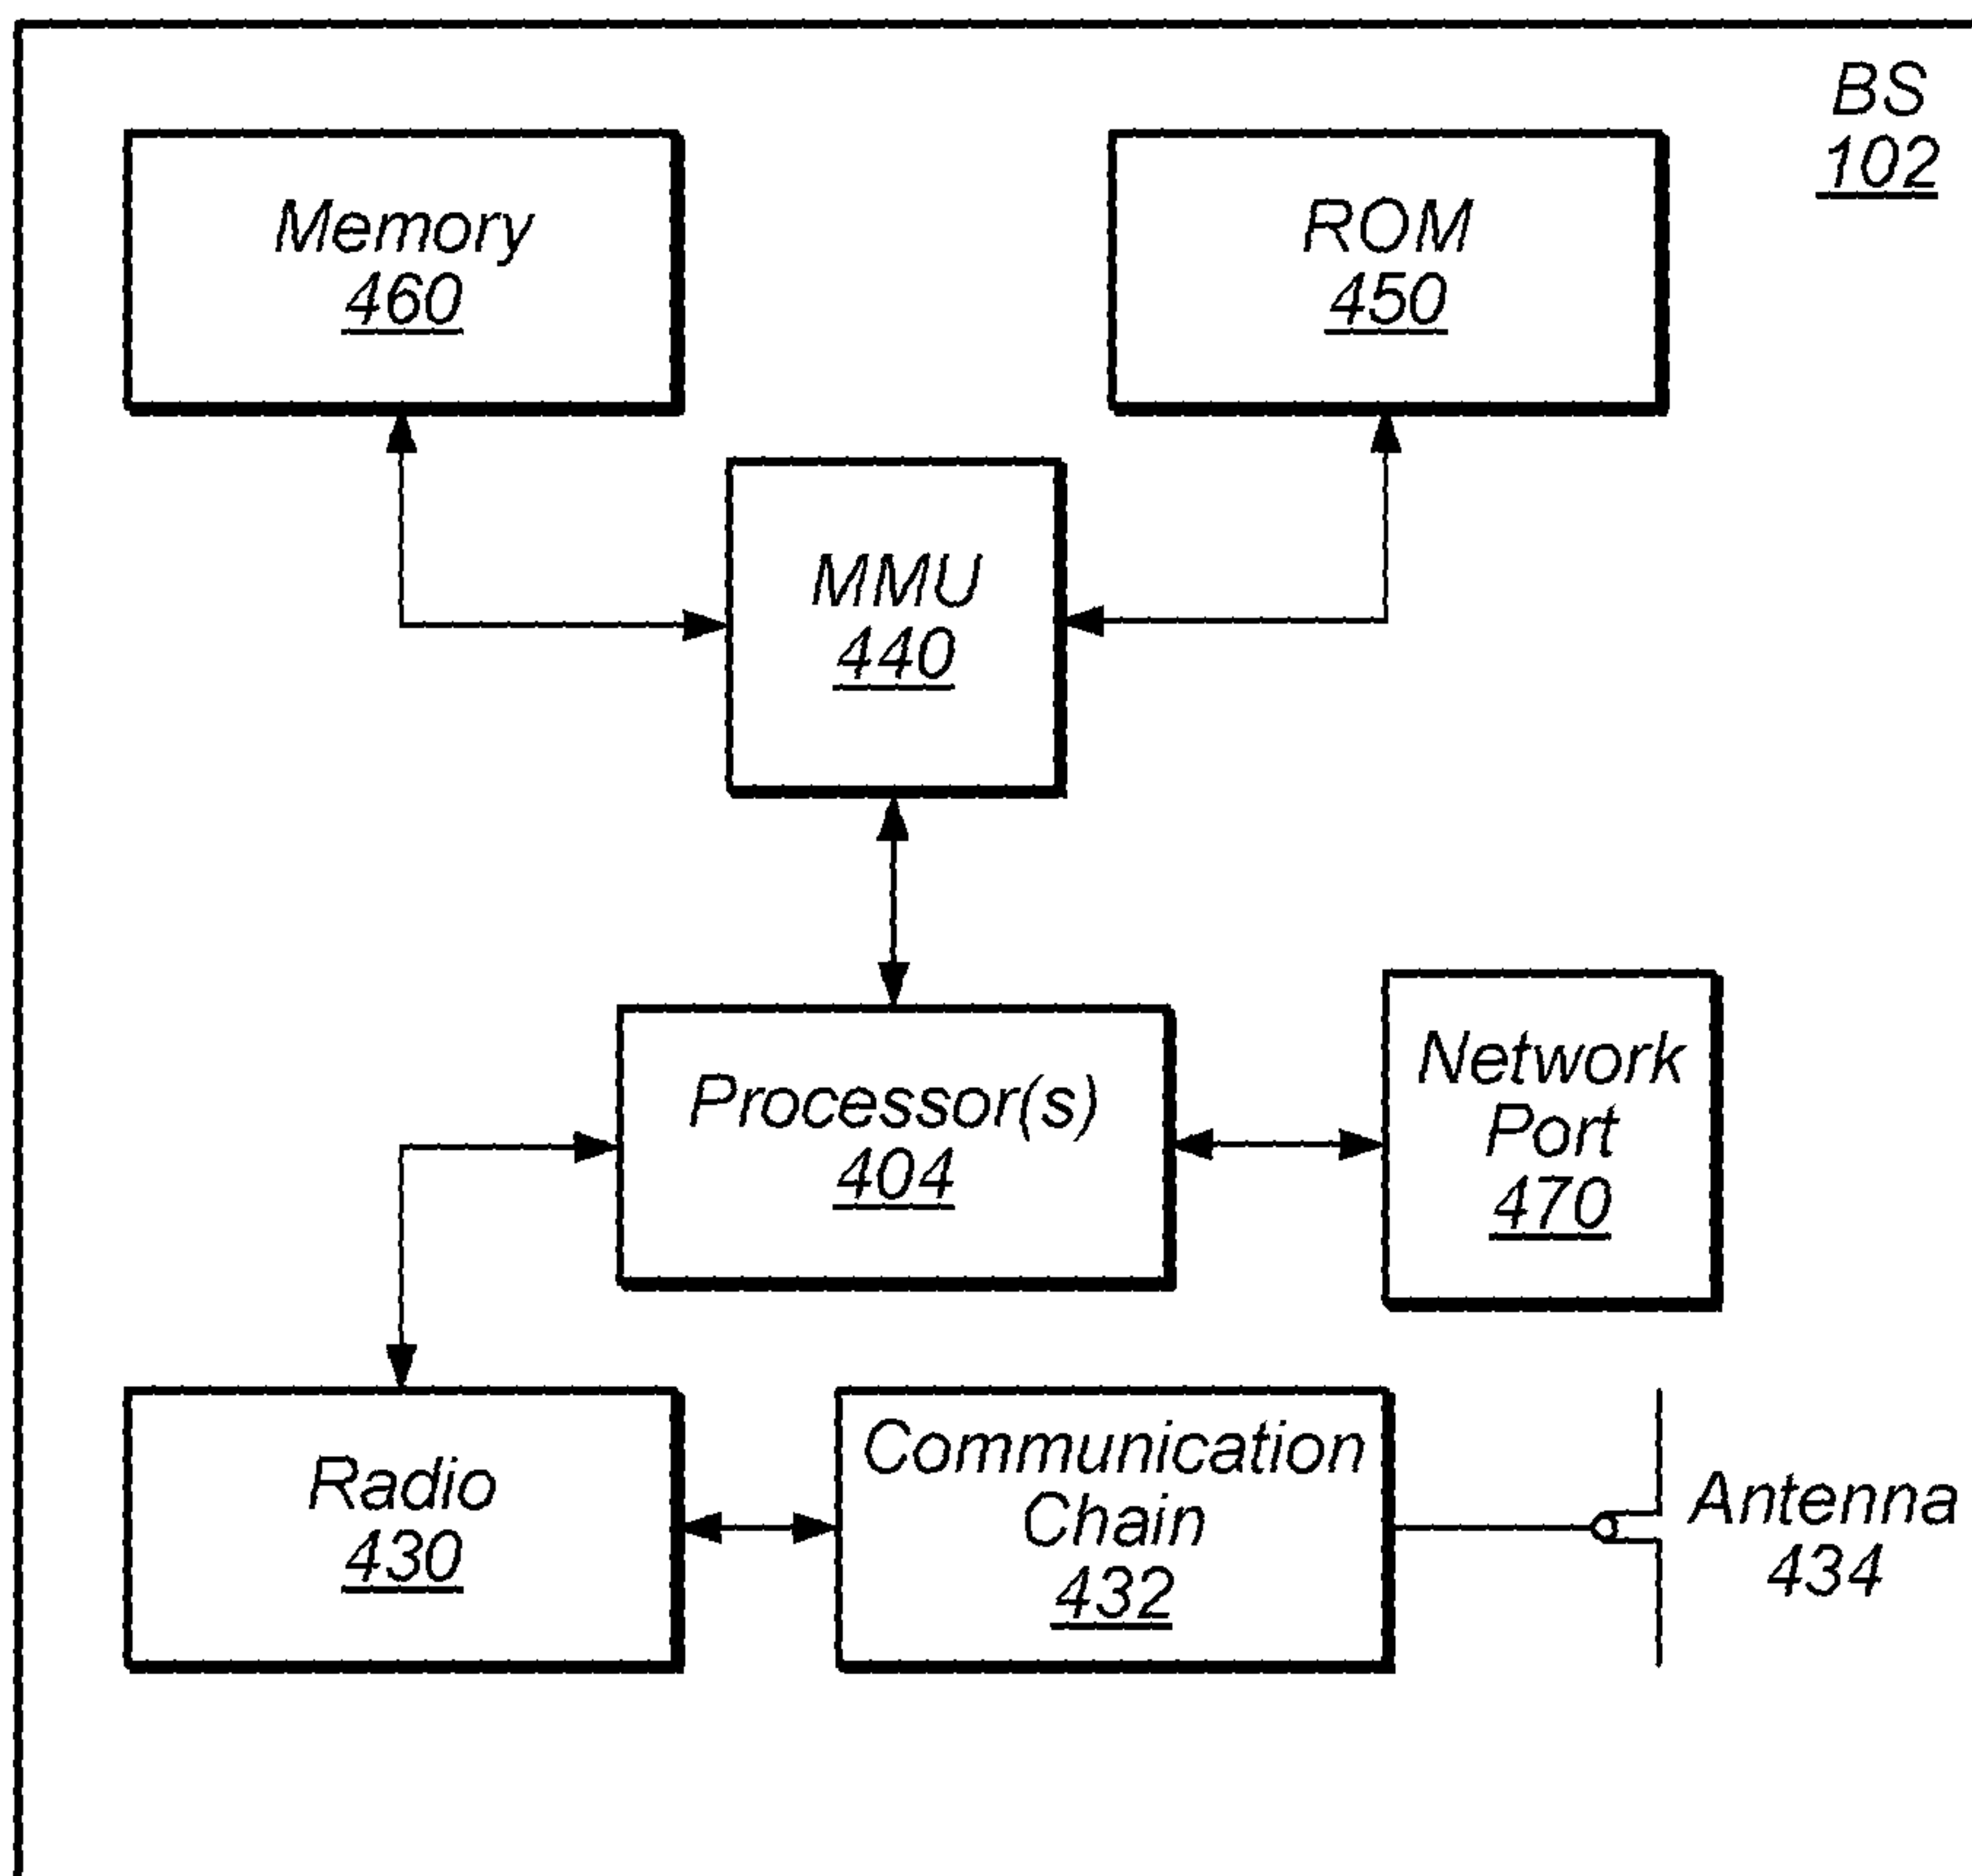 BS
102
Memory
460
ROM
450
MMU
440
Processor(s)
404
Network
Port
470
Radio
430
Communication
Chain
432
Antenna
434